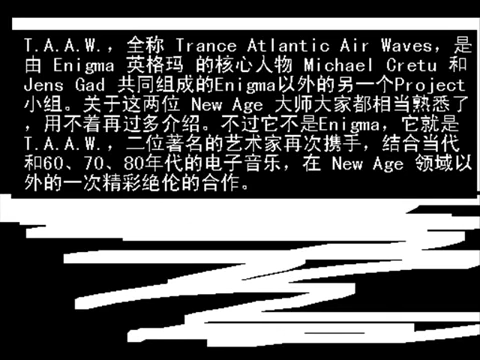 T.A.A.W.，全称 Trance Atlantic Air Waves，是
由 Enigma 英格玛 的核心人物 Michael Cretu 和
Jens Gad 共同组成的Enigma以外的另一个Project
小组。关于这两位 New Age 大师大家都相当熟悉了
，用不着再过多介绍。不过它不是Enigma，它就是
T.A.A.W.，二位著名的艺术家再次携手，结合当代
和60、70、80年代的电子音乐，在 New Age 领域以
外的一次精彩绝伦的合作。